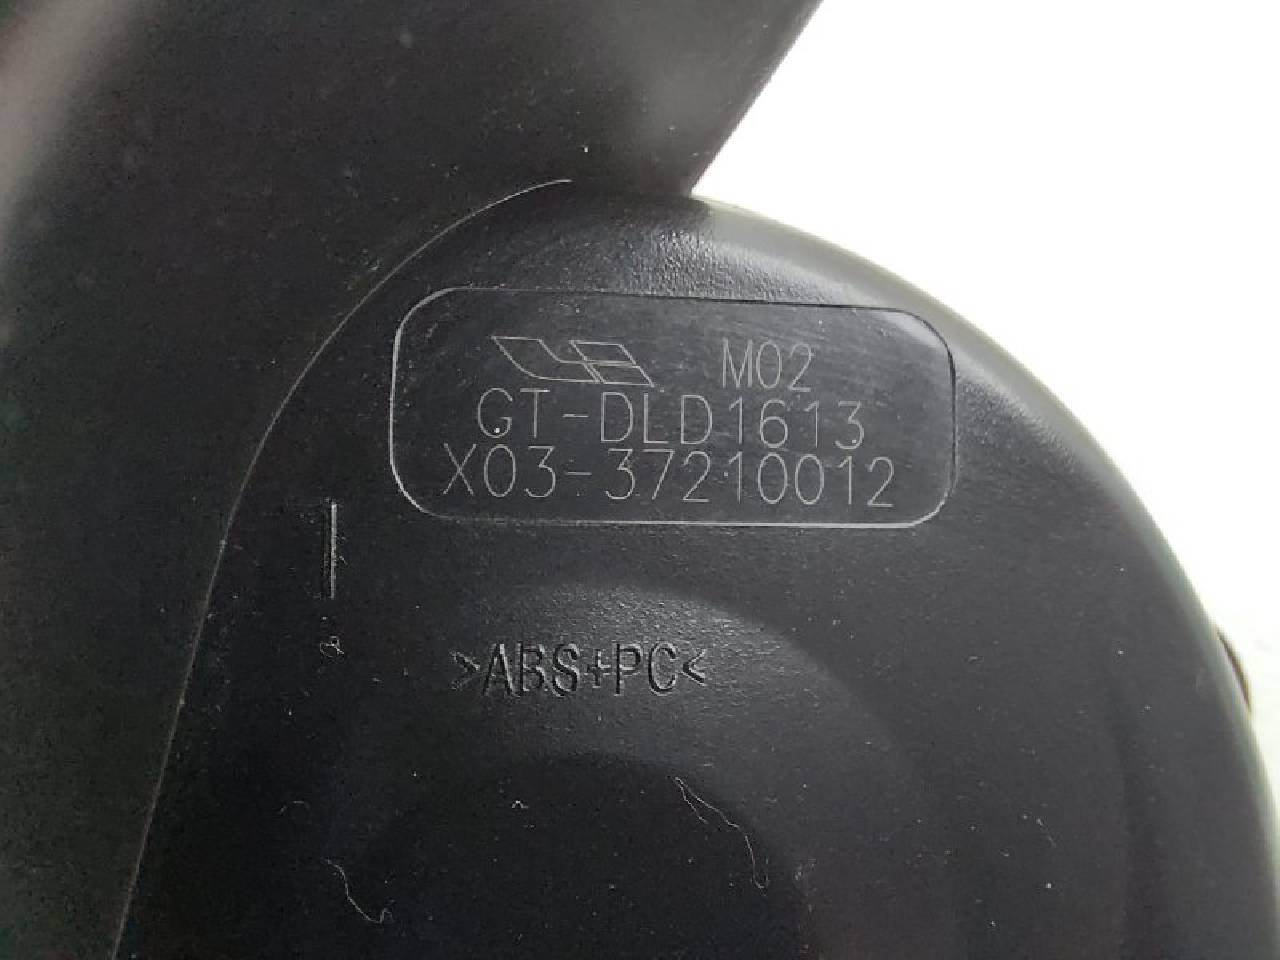 M02
GT-DLD1613
X03-37210012
>ABS+PC<